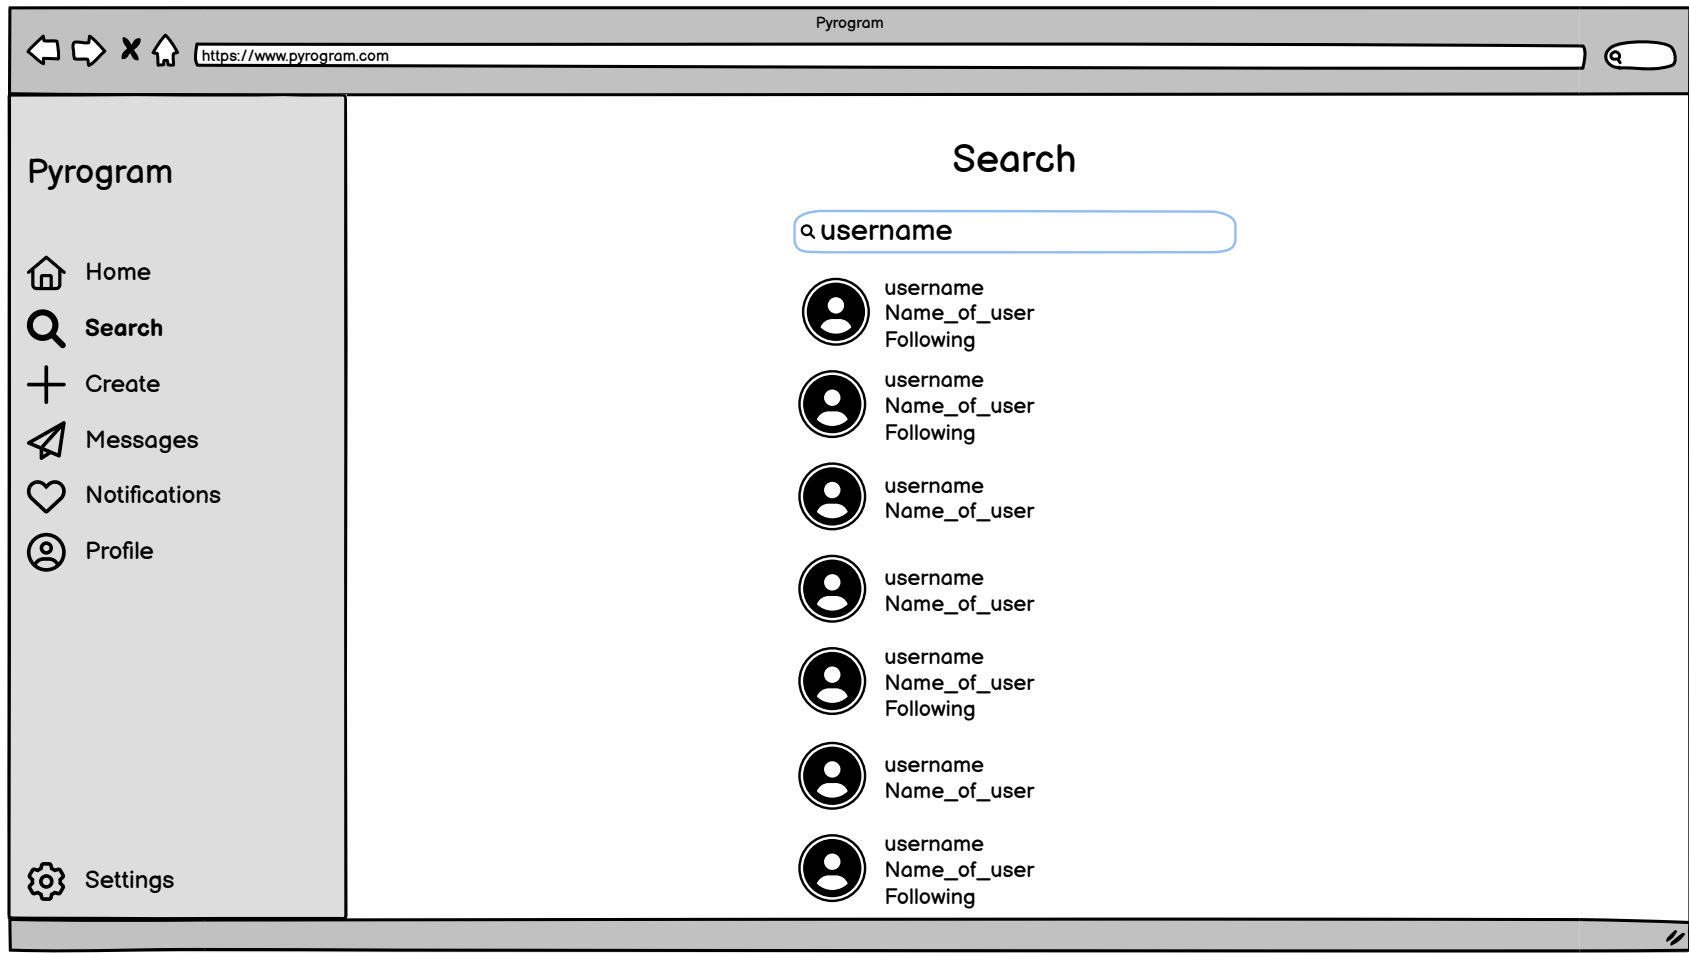 Pyrogram
https://www.pyrogram.com
Pyrogram
Home
Search
Create
Messages
Notifications
Profile
Settings
Search
username
username
Name_of_user
Following
username
Name_of_user
Following
username
Name_of_user
username
Name_of_user
username
Name_of_user
Following
username
Name_of_user
username
Name_of_user
Following